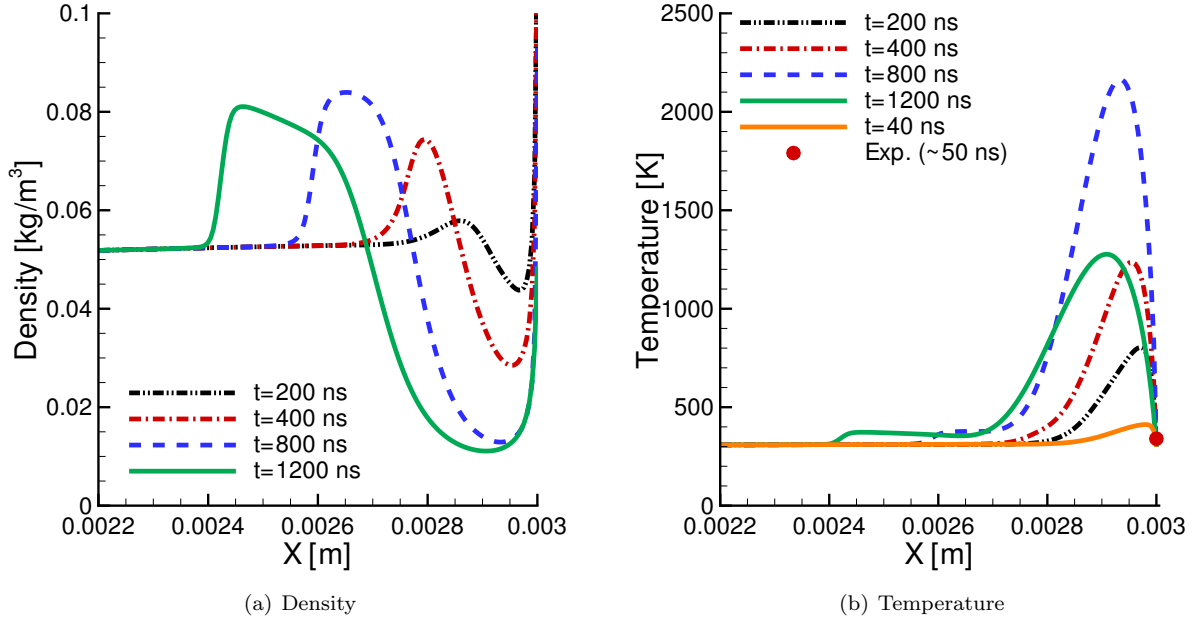 0.1
0.08
0.06
0.04
0.02
0
Density [kg/m³]
0.0022 0.0024 0.0026 0.0028 0.003
X [m]
t=200 ns
t=400 ns
t=800 ns
t=1200 ns
(a) Density
2500
2000
1500
1000
500
0
Temperature [K]
0.0022 0.0024 0.0026 0.0028 0.003
X [m]
t=200 ns
t=400 ns
t=800 ns
t=1200 ns
t=40 ns
Exp. (~50 ns)
(b) Temperature